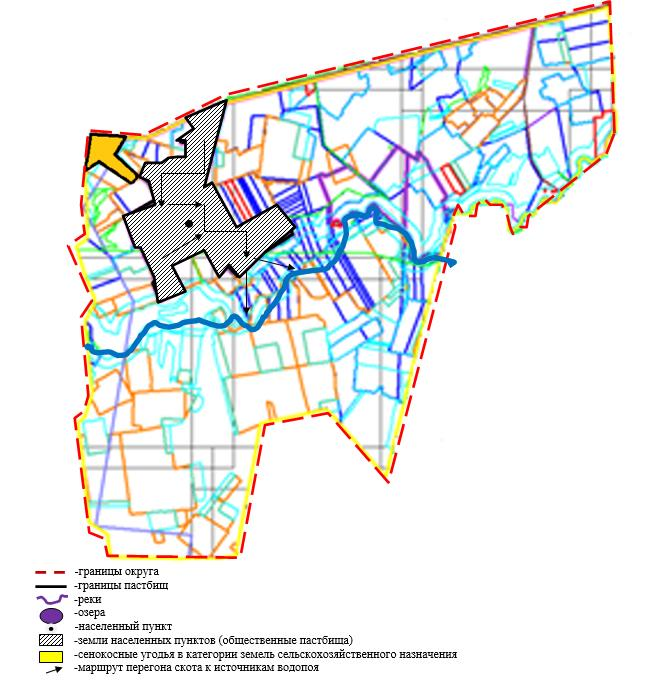 -границы округа
-границы пастбищ
-реки
-озера
-населенный пункт
-земли населенных пунктов (общественные пастбища)
-сенокосные угодья в категории земель сельскохозяйственного назначения
-маршрут перегона скота к источникам водопоя